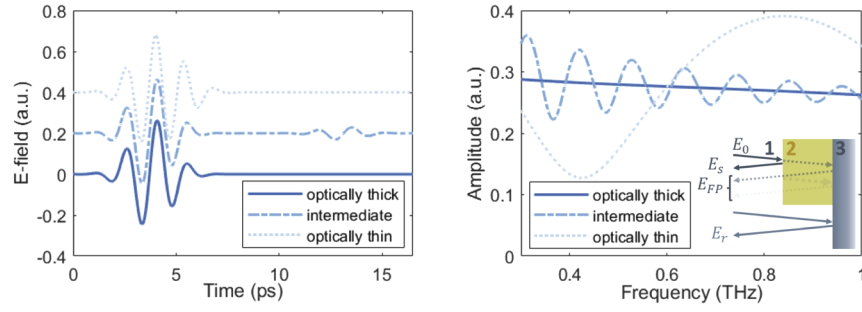 0.8
0.6
0.4
0.2
0
-0.2
-0.4
E-field (a.u.)
optically thick
intermediate
optically thin
0
5
10
15
Time (ps)
0.4
0.3
0.2
0.1
0
Amplitude (a.u.)
E0 1 2 3
Es
EFP
Er
optically thick
intermediate
optically thin
0.4
0.6
0.8
1
Frequency (THz)